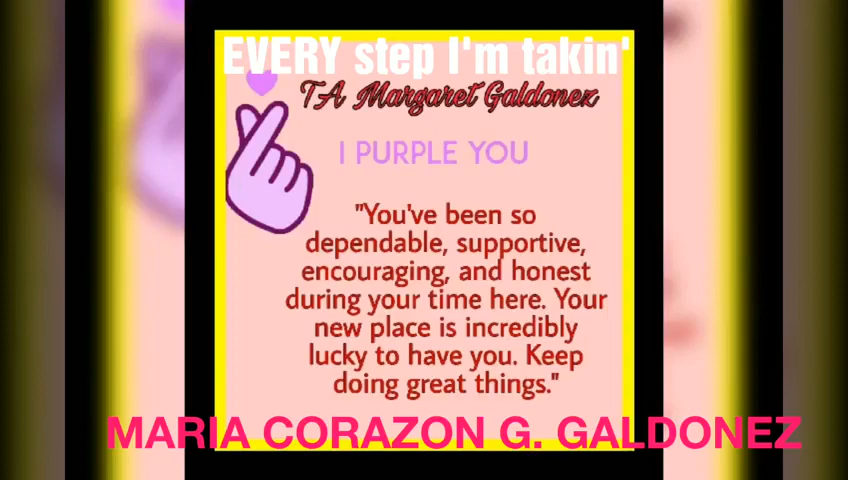 EVERY step I'm takin'
TA Margaret Galdonez
I PURPLE YOU
"You've been so
dependable, supportive,
encouraging, and honest
during your time here. Your
new place is incredibly
lucky to have you. Keep
doing great things."
MARIA CORAZON G. GALDONEZ